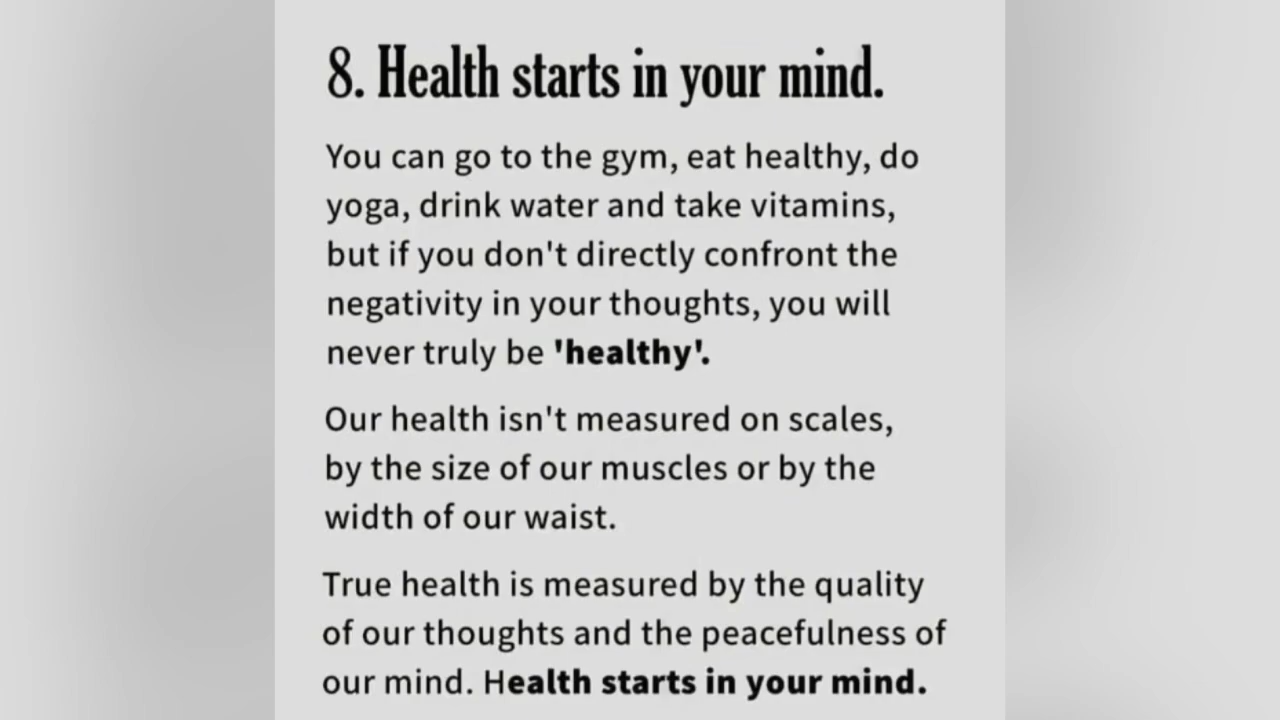 8. Health starts in your mind.
You can go to the gym, eat healthy, do
yoga, drink water and take vitamins,
but if you don't directly confront the
negativity in your thoughts, you will
never truly be 'healthy'.
Our health isn't measured on scales,
by the size of our muscles or by the
width of our waist.
True health is measured by the quality
of our thoughts and the peacefulness of
our mind. Health starts in your mind.